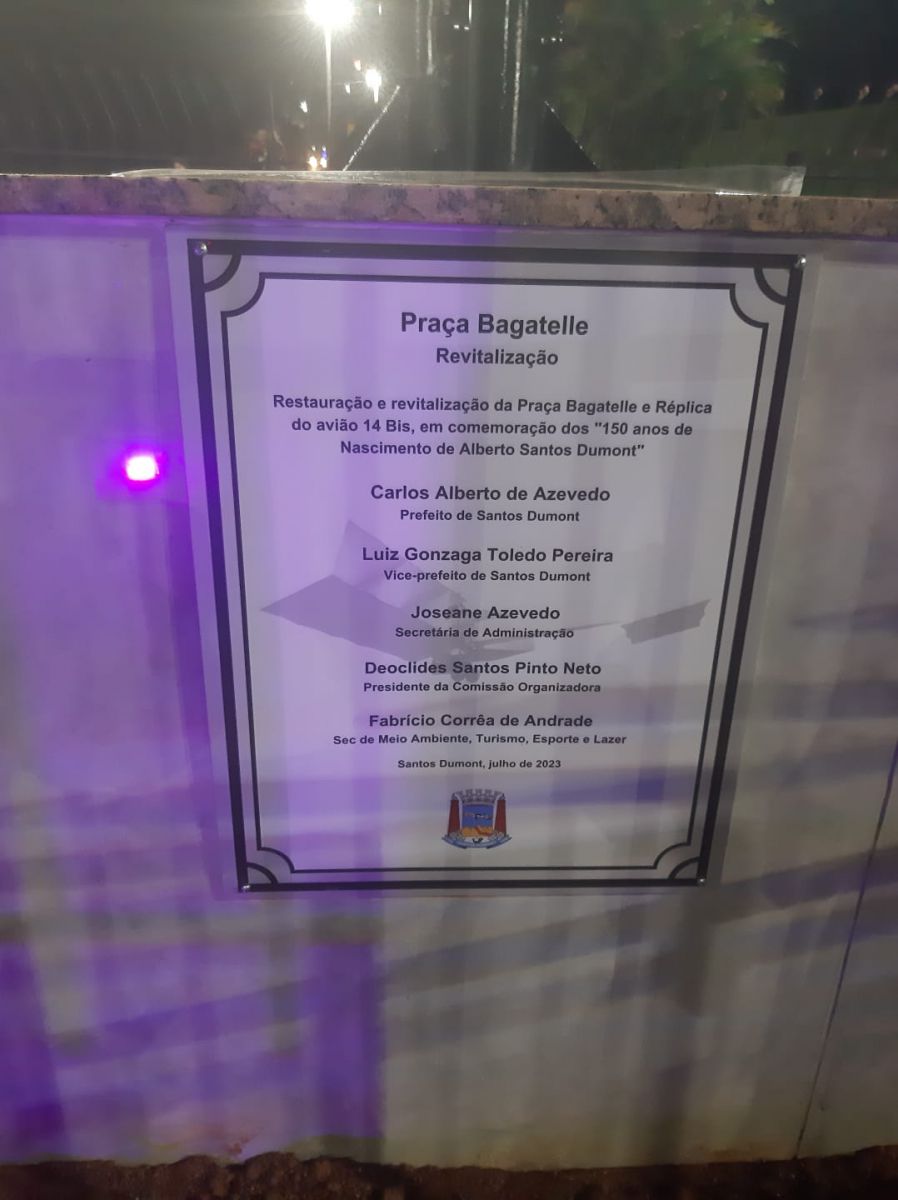 Praça Bagatelle
Revitalização
Restauração e revitalização da Praça Bagatelle e Réplica
do avião 14 Bis, em comemoração dos "150 anos de
Nascimento de Alberto Santos Dumont"
Carlos Alberto de Azevedo
Prefeito de Santos Dumont
Luiz Gonzaga Toledo Pereira
Vice-prefeito de Santos Dumont
Joseane Azevedo
Secretária de Administração
Deoclides Santos Pinto Neto
Presidente da Comissão Organizadora
Fabrício Corrêa de Andrade
Sec de Meio Ambiente, Turismo, Esporte e Lazer
Santos Dumont, julho de 2023